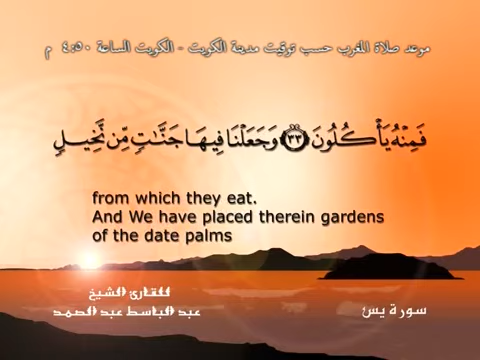 موعد صلاة المغرب حسب توقيت مدينة الكويت - الكويت الساعة ٤:٥٠ م
فَمِنْهُ يَأْكُلُونَ ﴿٣٣﴾ وَجَعَلْنَا فِيهَا جَنَّٰتٍ مِّن نَّخِيلٍ
from which they eat.
And We have placed therein gardens
of the date palms
للقارئ الشيخ
عبد الباسط عبد الصمد
سورة يس